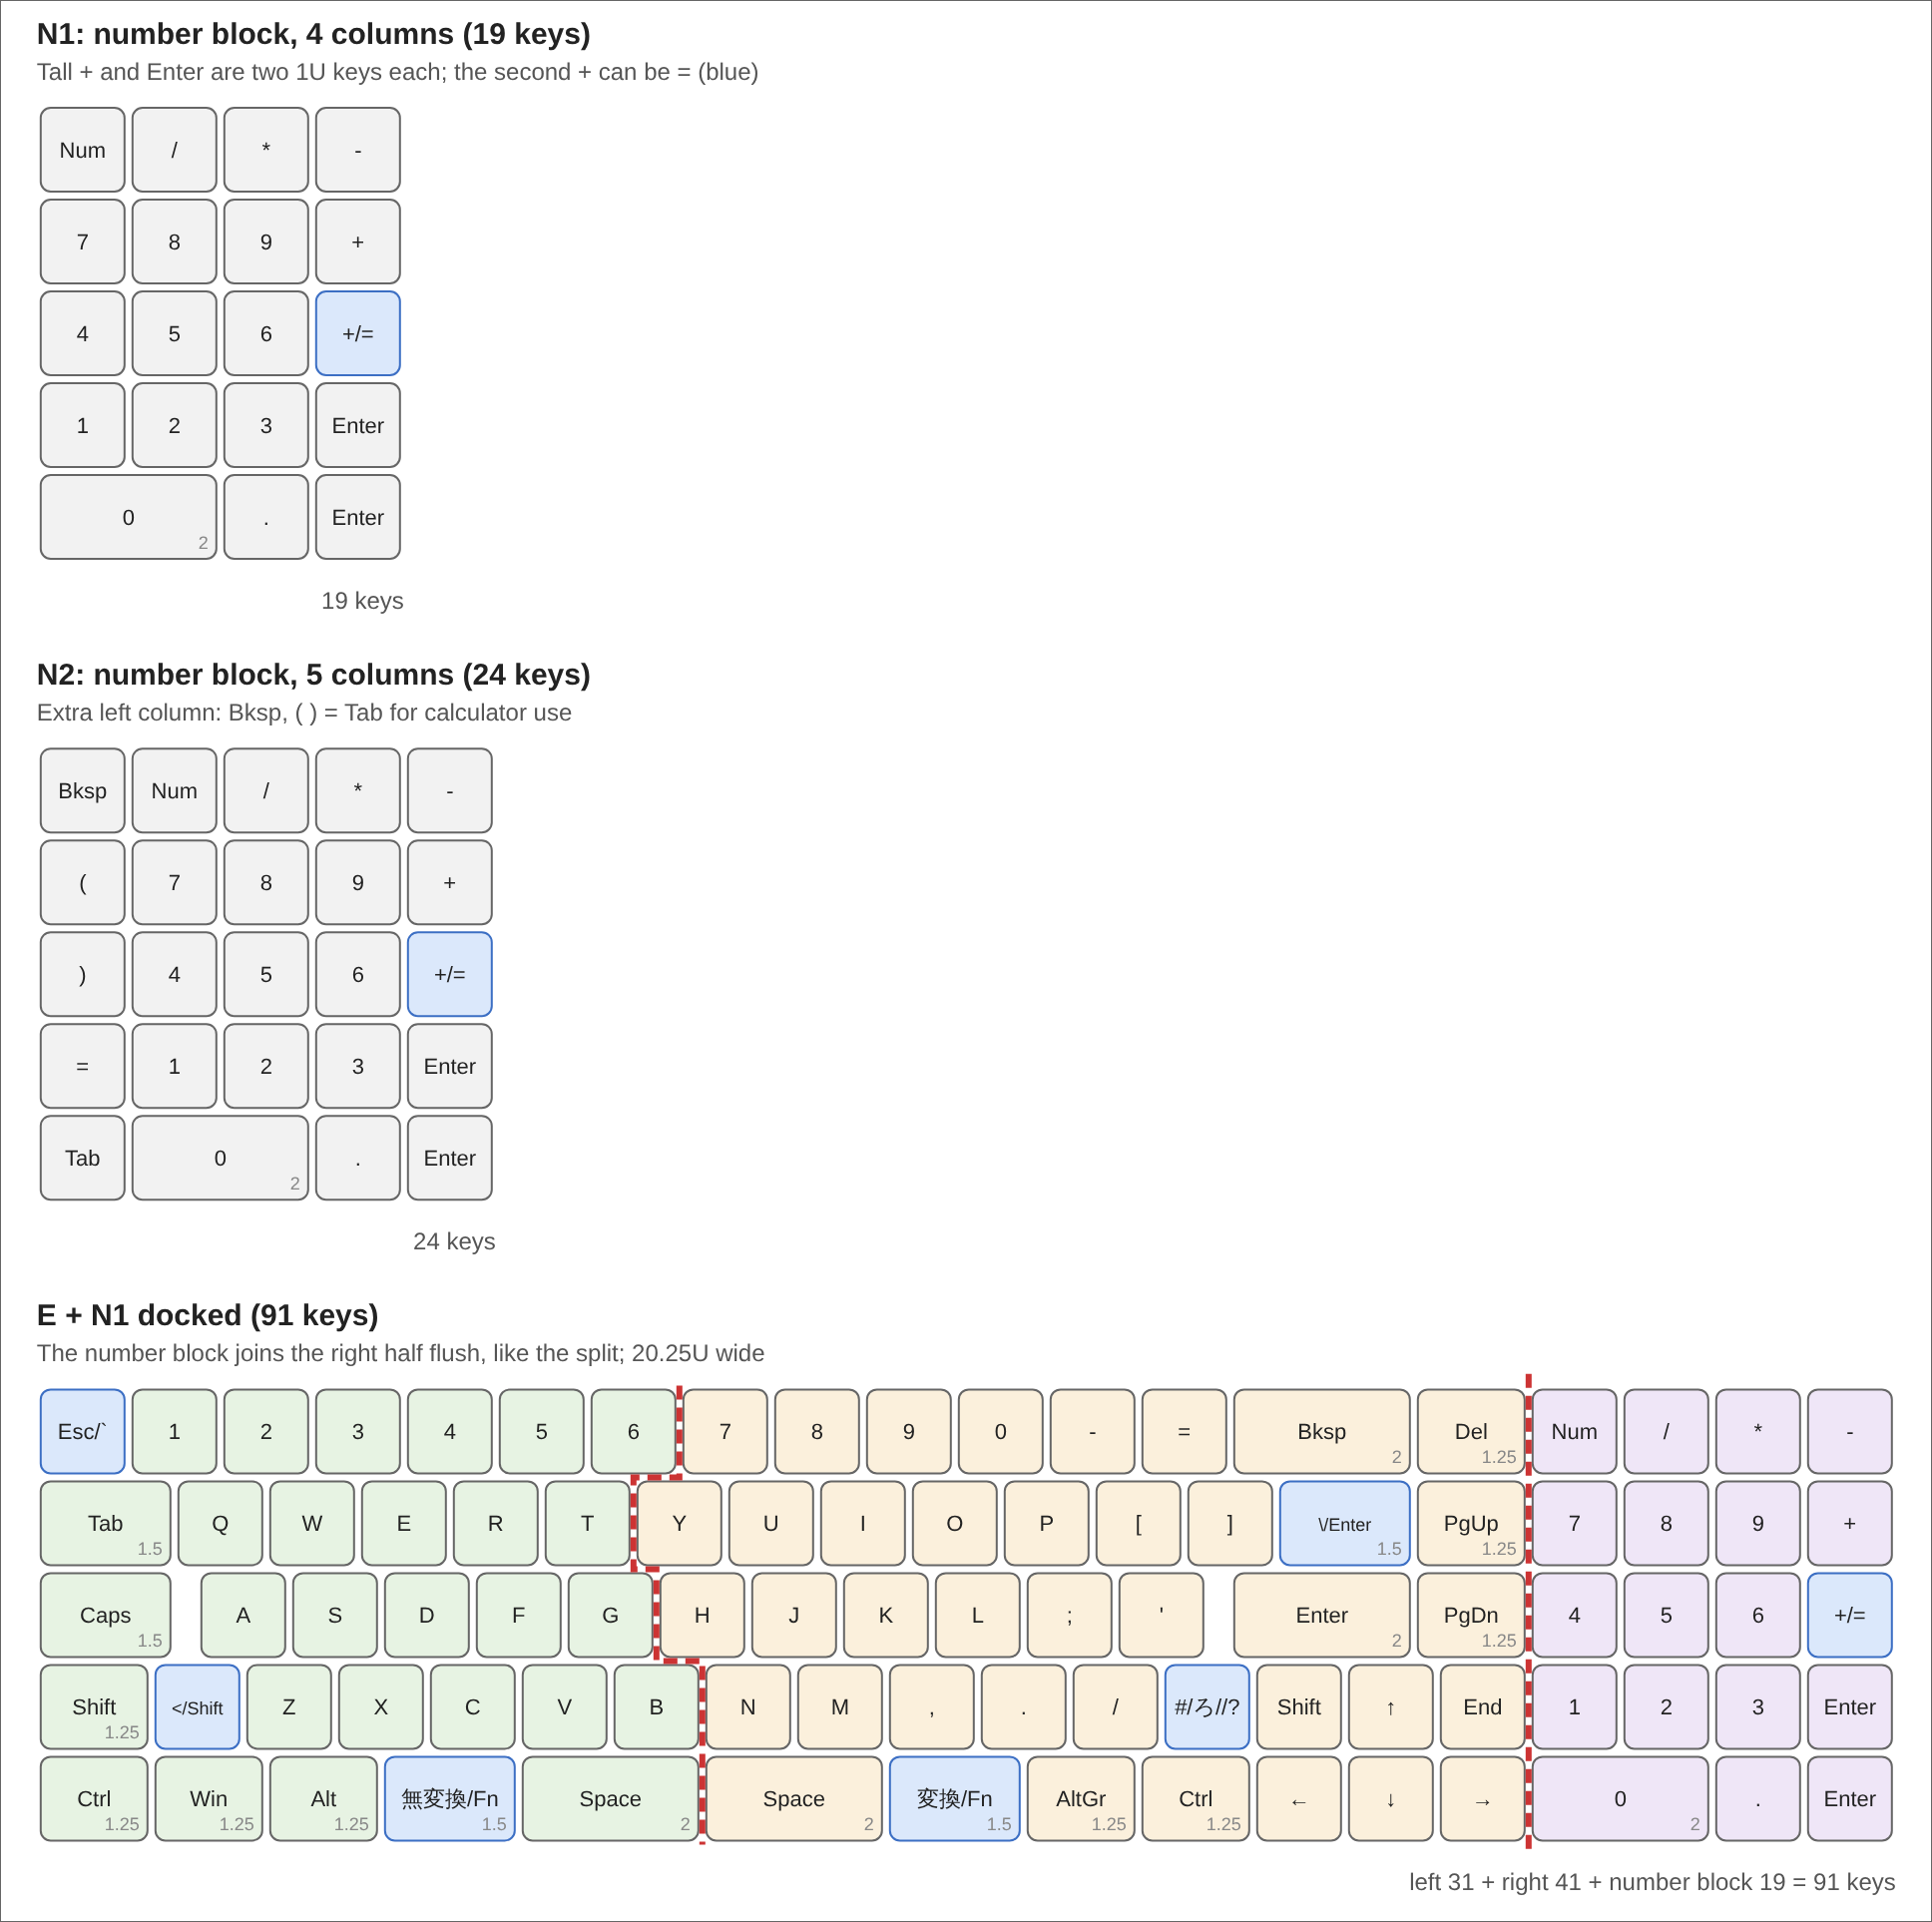 N1: number block, 4 columns (19 keys)
Tall + and Enter are two 1U keys each; the second + can be = (blue)
Num / * -
7 8 9 +
4 5 6 +/=
1 2 3 Enter
0 2 . Enter
19 keys
N2: number block, 5 columns (24 keys)
Extra left column: Bksp, ( ) = Tab for calculator use
Bksp Num / * -
( 7 8 9 +
) 4 5 6 +/=
= 1 2 3 Enter
Tab 0 2 . Enter
24 keys
E + N1 docked (91 keys)
The number block joins the right half flush, like the split; 20.25U wide
Esc/` 1 2 3 4 5 6 7 8 9 0 - = Bksp 2 Del 1.25 Num / * -
Tab 1.5 Q W E R T Y U I O P [ ] \/Enter 1.5 PgUp 1.25 7 8 9 +
Caps 1.5 A S D F G H J K L ; ' Enter 2 PgDn 1.25 4 5 6 +/=
Shift 1.25 </Shift Z X C V B N M , . / #/ろ//? Shift ↑ End 1 2 3 Enter
Ctrl 1.25 Win 1.25 Alt 1.25 無変換/Fn 1.5 Space 2 Space 2 変換/Fn 1.5 AltGr 1.25 Ctrl 1.25 ← ↓ → 0 2 . Enter
left 31 + right 41 + number block 19 = 91 keys